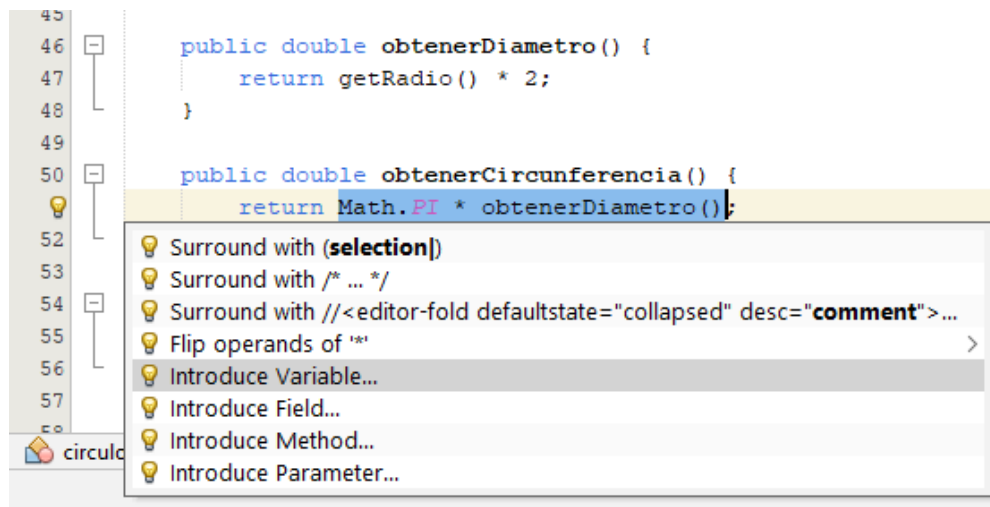 45
46 public double obtenerDiametro() {
47 return getRadio() * 2;
48 }
49
50 public double obtenerCircunferencia() {
return Math.PI * obtenerDiametro();
52 Surround with (selection|)
53 Surround with /* ... */
54 Surround with //<editor-fold defaultstate="collapsed" desc="comment">...
55 Flip operands of '*'
56 Introduce Variable...
57 Introduce Field...
58 Introduce Method...
circulo
Introduce Parameter...